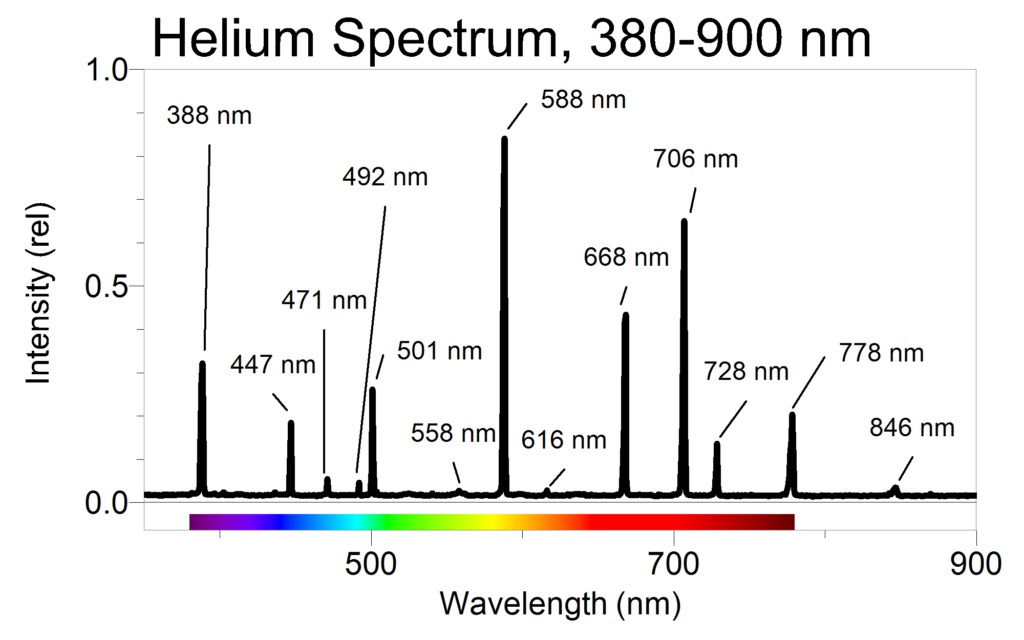 Helium Spectrum, 380-900 nm
1.0
388 nm
588 nm
706 nm
492 nm
668 nm
0.5
471 nm
447 nm
501 nm
728 nm
778 nm
558 nm
616 nm
846 nm
0.0
Intensity (rel)
500
700
900
Wavelength (nm)